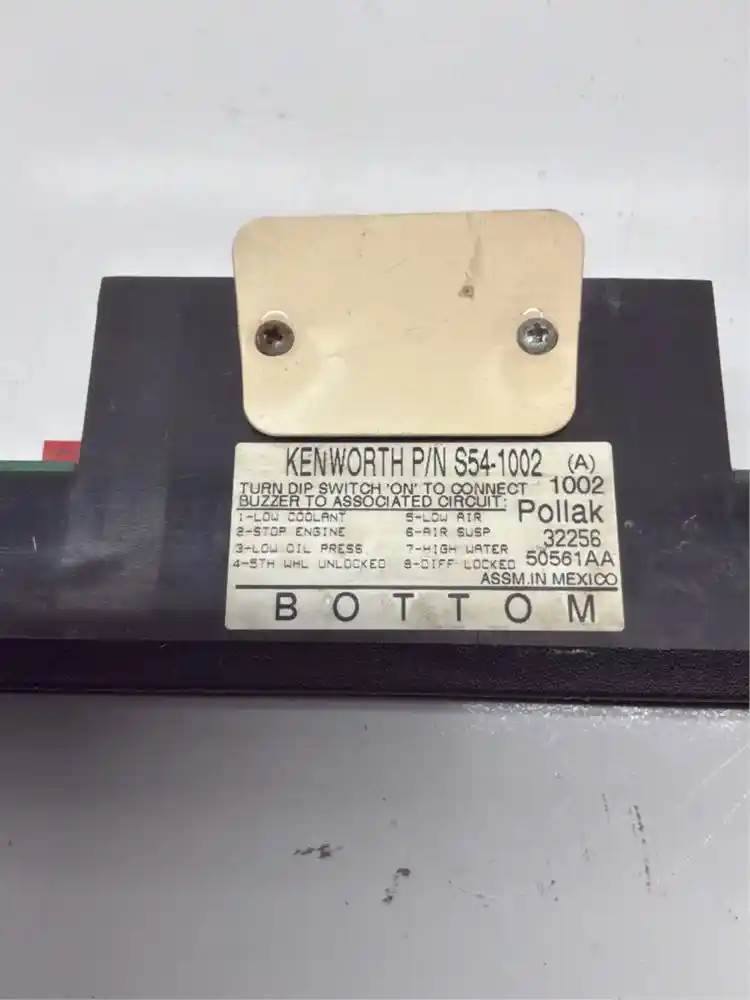 KENWORTH P/N S54-1002 (A)
TURN DIP SWITCH 'ON' TO CONNECT 1002
BUZZER TO ASSOCIATED CIRCUIT: Pollak
1-LOW COOLANT 5-LOW AIR
2-STOP ENGINE 6-AIR SUSP 32256
3-LOW OIL PRESS 7-HIGH WATER 50561AA
4-5TH WHL UNLOCKED 8-DIFF LOCKED
ASSM.IN MEXICO
BOTTOM